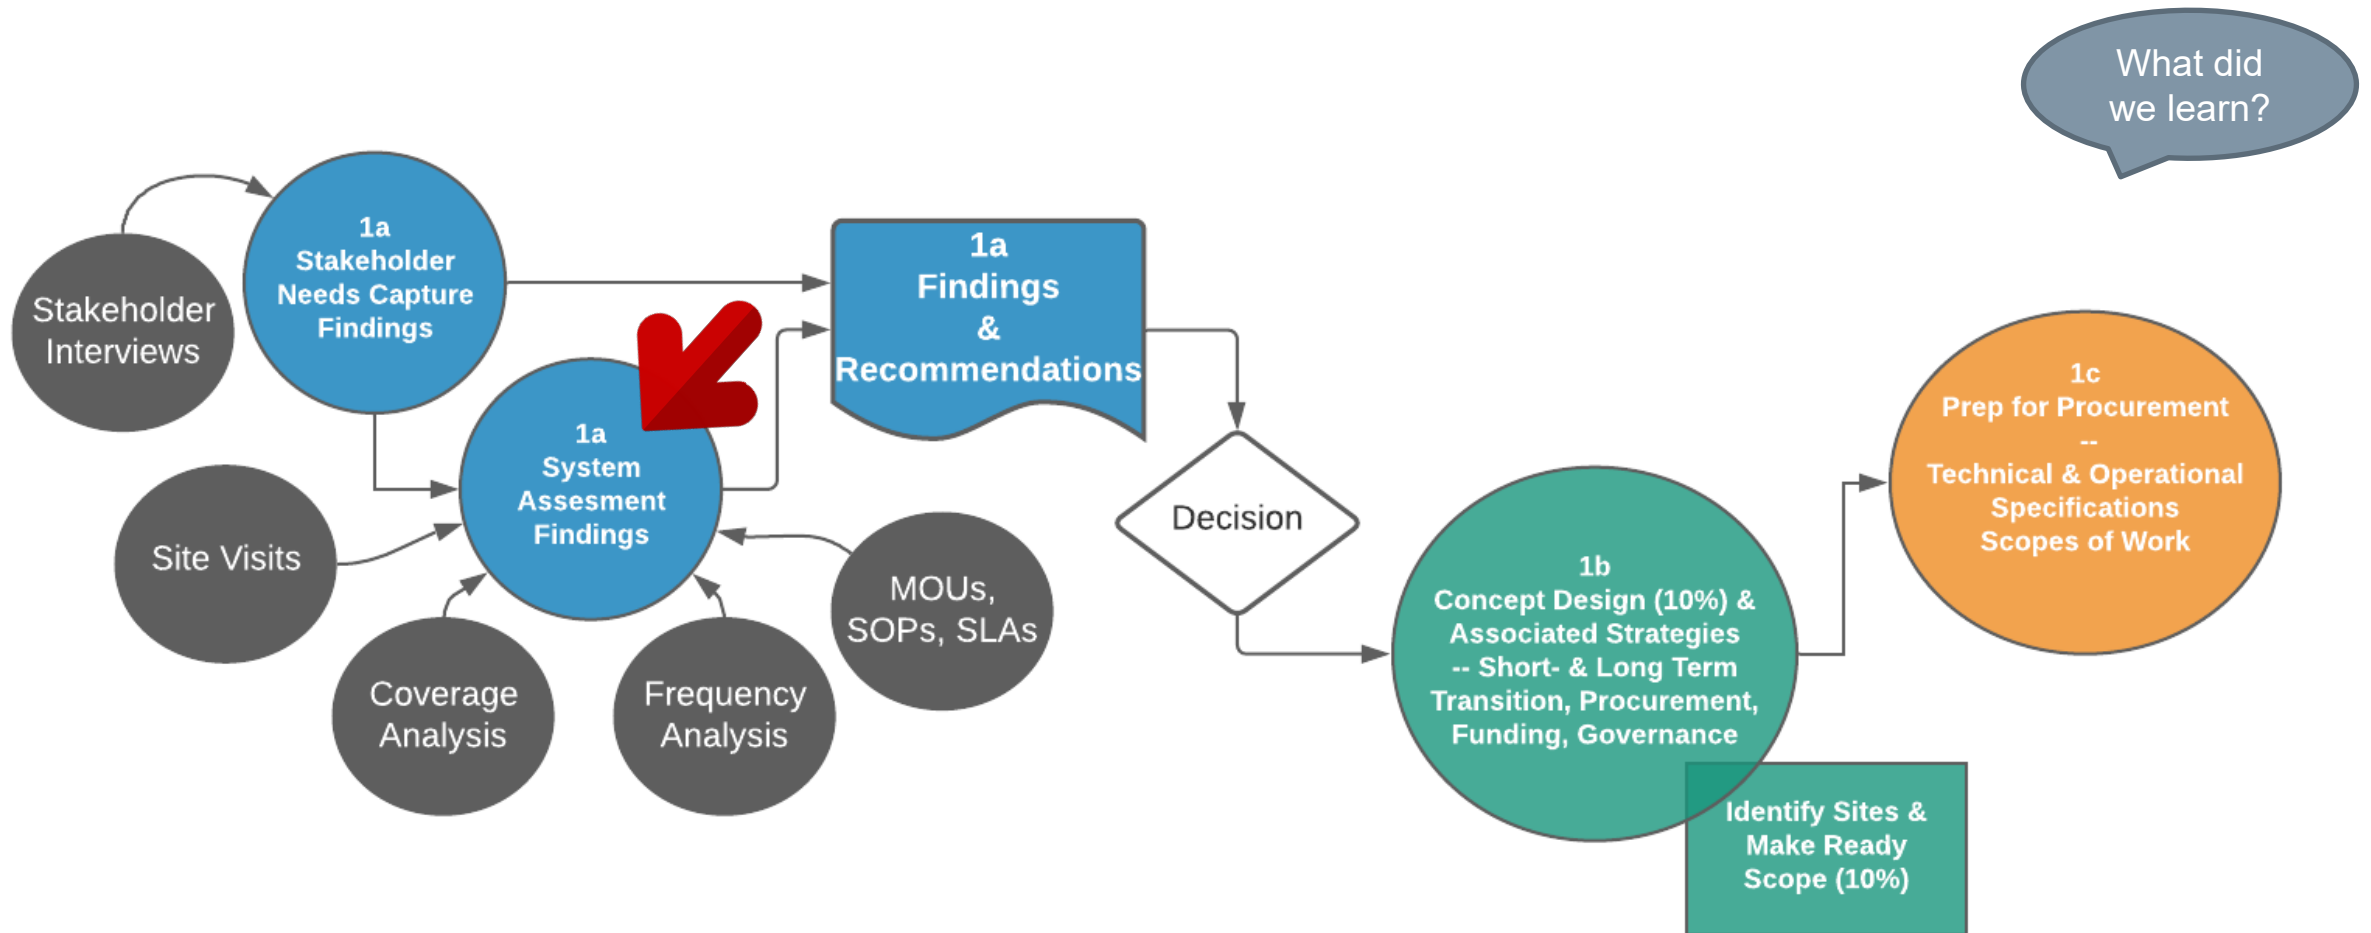 What did
we learn?
1a
Stakeholder
Needs Capture
Findings
Stakeholder
Interviews
1a
Findings
&
Recommendations
1a
System
Assesment
Findings
Site Visits
Coverage
Analysis
Frequency
Analysis
MOUs,
SOPs, SLAs
Decision
1b
Concept Design (10%) &
Associated Strategies
-- Short- & Long Term
Transition, Procurement,
Funding, Governance
Identify Sites &
Make Ready
Scope (10%)
1c
Prep for Procurement
--
Technical & Operational
Specifications
Scopes of Work